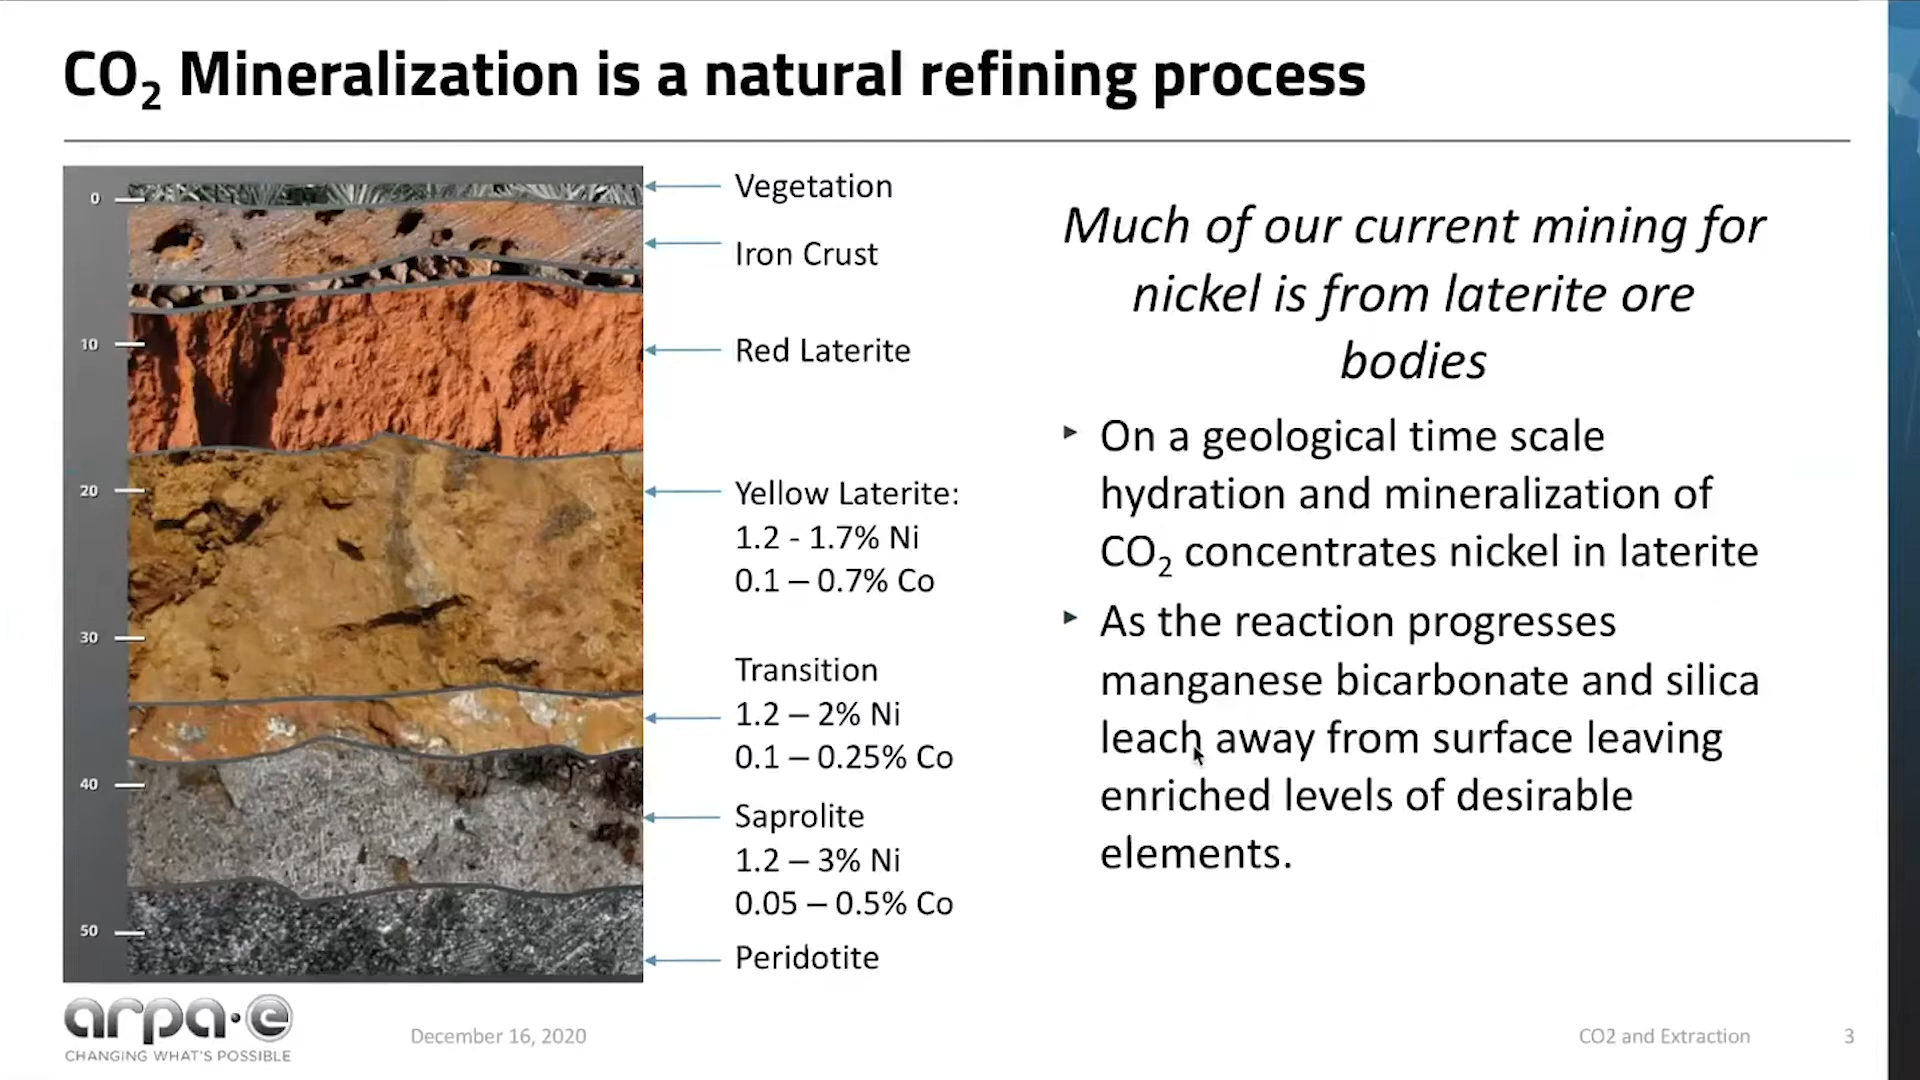 CO2 Mineralization is a natural refining process
0
10
20
30
40
50
Vegetation
Iron Crust
Red Laterite
Yellow Laterite:
1.2 - 1.7% Ni
0.1 – 0.7% Co
Transition
1.2 – 2% Ni
0.1 – 0.25% Co
Saprolite
1.2 – 3% Ni
0.05 – 0.5% Co
Peridotite
Much of our current mining for
nickel is from laterite ore
bodies
‣ On a geological time scale
hydration and mineralization of
CO2 concentrates nickel in laterite
‣ As the reaction progresses
manganese bicarbonate and silica
leach away from surface leaving
enriched levels of desirable
elements.
arpa·e
CHANGING WHAT'S POSSIBLE
December 16, 2020
CO2 and Extraction
3